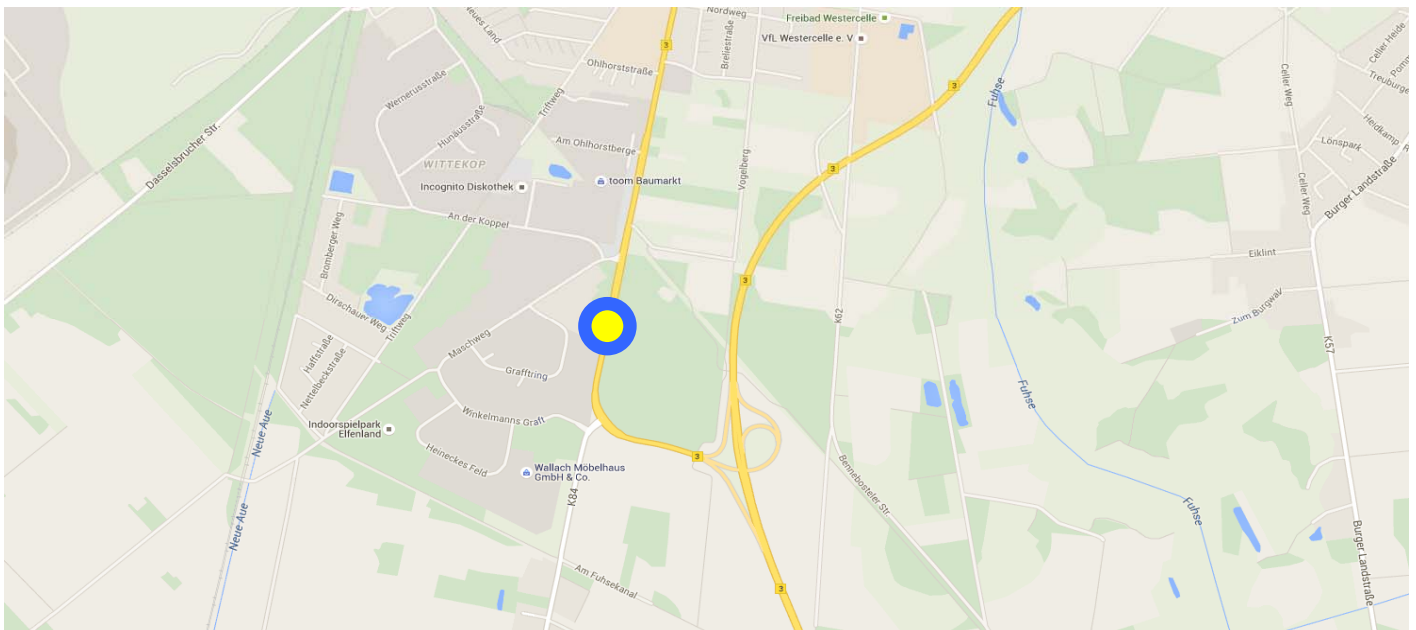 Nordweg
Freibad Westercelle
Neues Land
VfL Westercelle e. V
3
Breliestraße
Ohlhorststraße
Celler Heide
Wernerusstraße
Triftweg
3
3
Fuhse
Celler Weg
Treuburger
Hunäusstraße
Heidkamp
Dasselsbrucher Str.
Am Ohlhorstberge
Lönspark
WITTEKOP
Vogelberg
3
Incognito Diskothek
toom Baumarkt
Celler Weg
Burger Landstraße
An der Koppel
Bromberger Weg
Eiklint
3
Dirschauer Weg
Triftweg
K62
Zum Burgwall
Maschweg
Haffstraße
K57
Nettelbeckstraße
Grafftring
Fuhse
Winkelmanns Graft
Indoorspielpark
Elfenland
Neue Aue
Heineckes Feld
3
Wallach Möbelhaus
GmbH & Co.
K84
Bennebosteler Str
Fuhse
Neue Aue
Burger Landstraße
Am Fuhsekanal
3